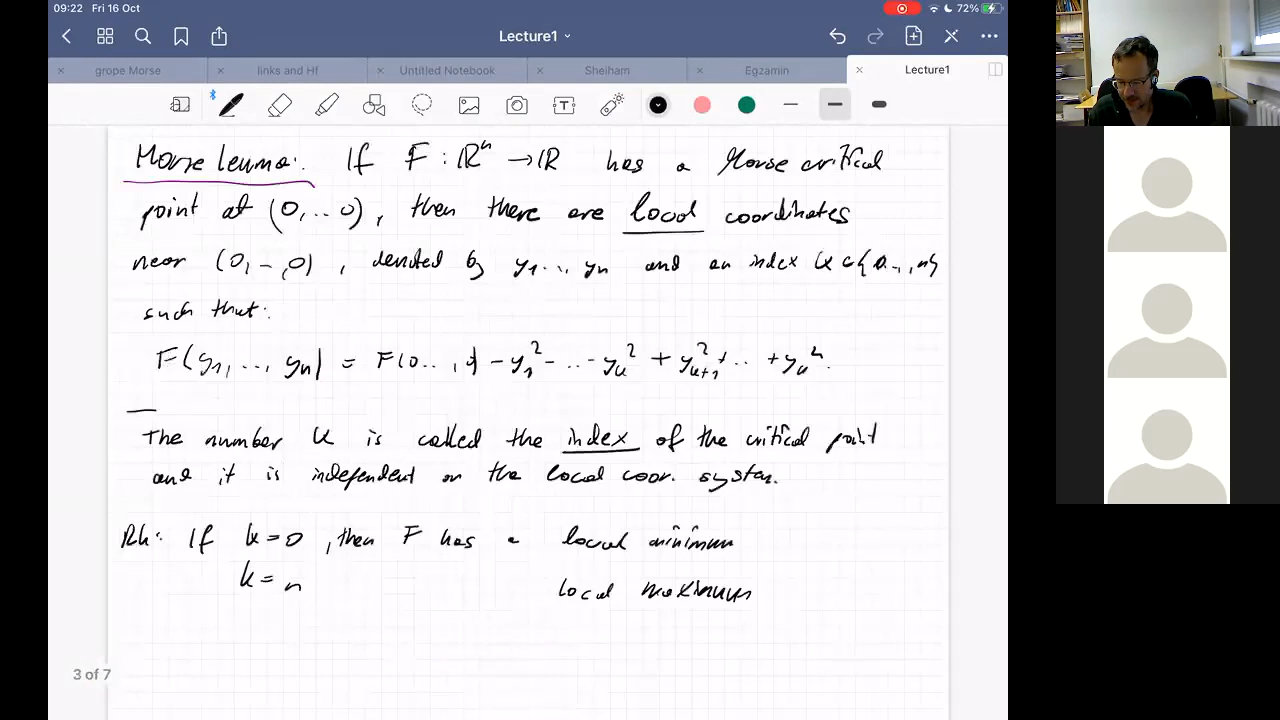 09:22 Fri 16 Oct
72%
Lecture1
grope Morse
links and Hf
Untitled Notebook
Sheiham
Egzamin
Lecture1
Morse lemma: If F : ℝⁿ → ℝ has a Morse critical
point at (0, .. 0), then there are local coordinates
near (0, -, 0), denoted by y₁ ..., yₙ and an index k ∈ {0.., n}
such that:
F(y₁, ..., yₙ) = F(0.. , 0) - y₁² - ... - yₖ² + yₖ₊₁² + .. + yₙ².
The number k is called the index of the critical point
and it is independent on the local coor. system.
Rk: If k=0, then F has a local minimum
k=n local maximum
3 of 7